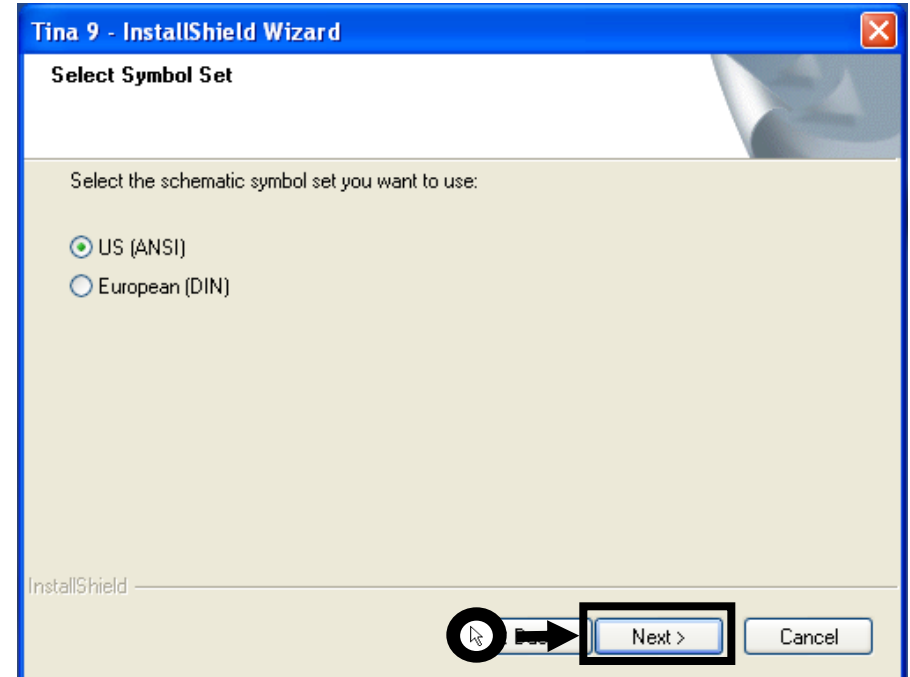 Tina 9 - InstallShield Wizard
Select Symbol Set
Select the schematic symbol set you want to use:
US (ANSI)
European (DIN)
InstallShield
Next >
Cancel